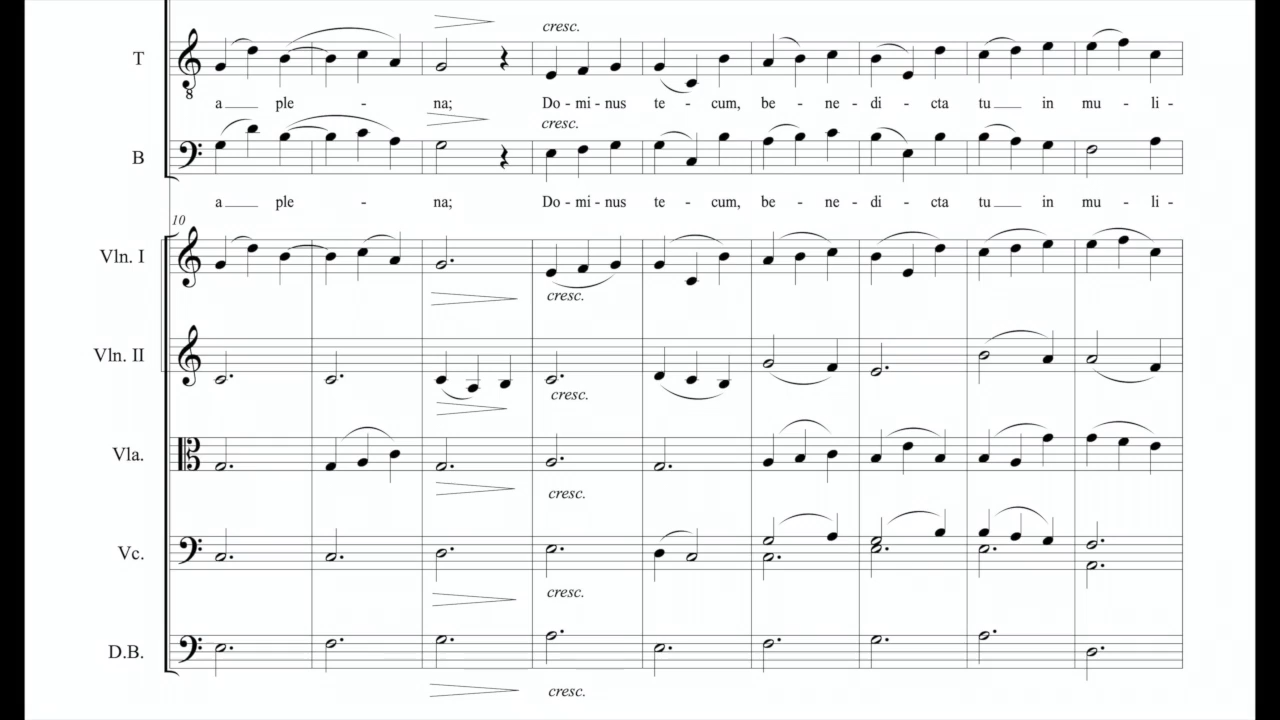 cresc.
T
8
a ple - na; Do - mi - nus te - cum, be - ne - di - cta tu in mu - li -
cresc.
B
a ple - na; Do - mi - nus te - cum, be - ne - di - cta tu in mu - li -
10
Vln. I
cresc.
Vln. II
cresc.
Vla.
cresc.
Vc.
cresc.
D.B.
cresc.